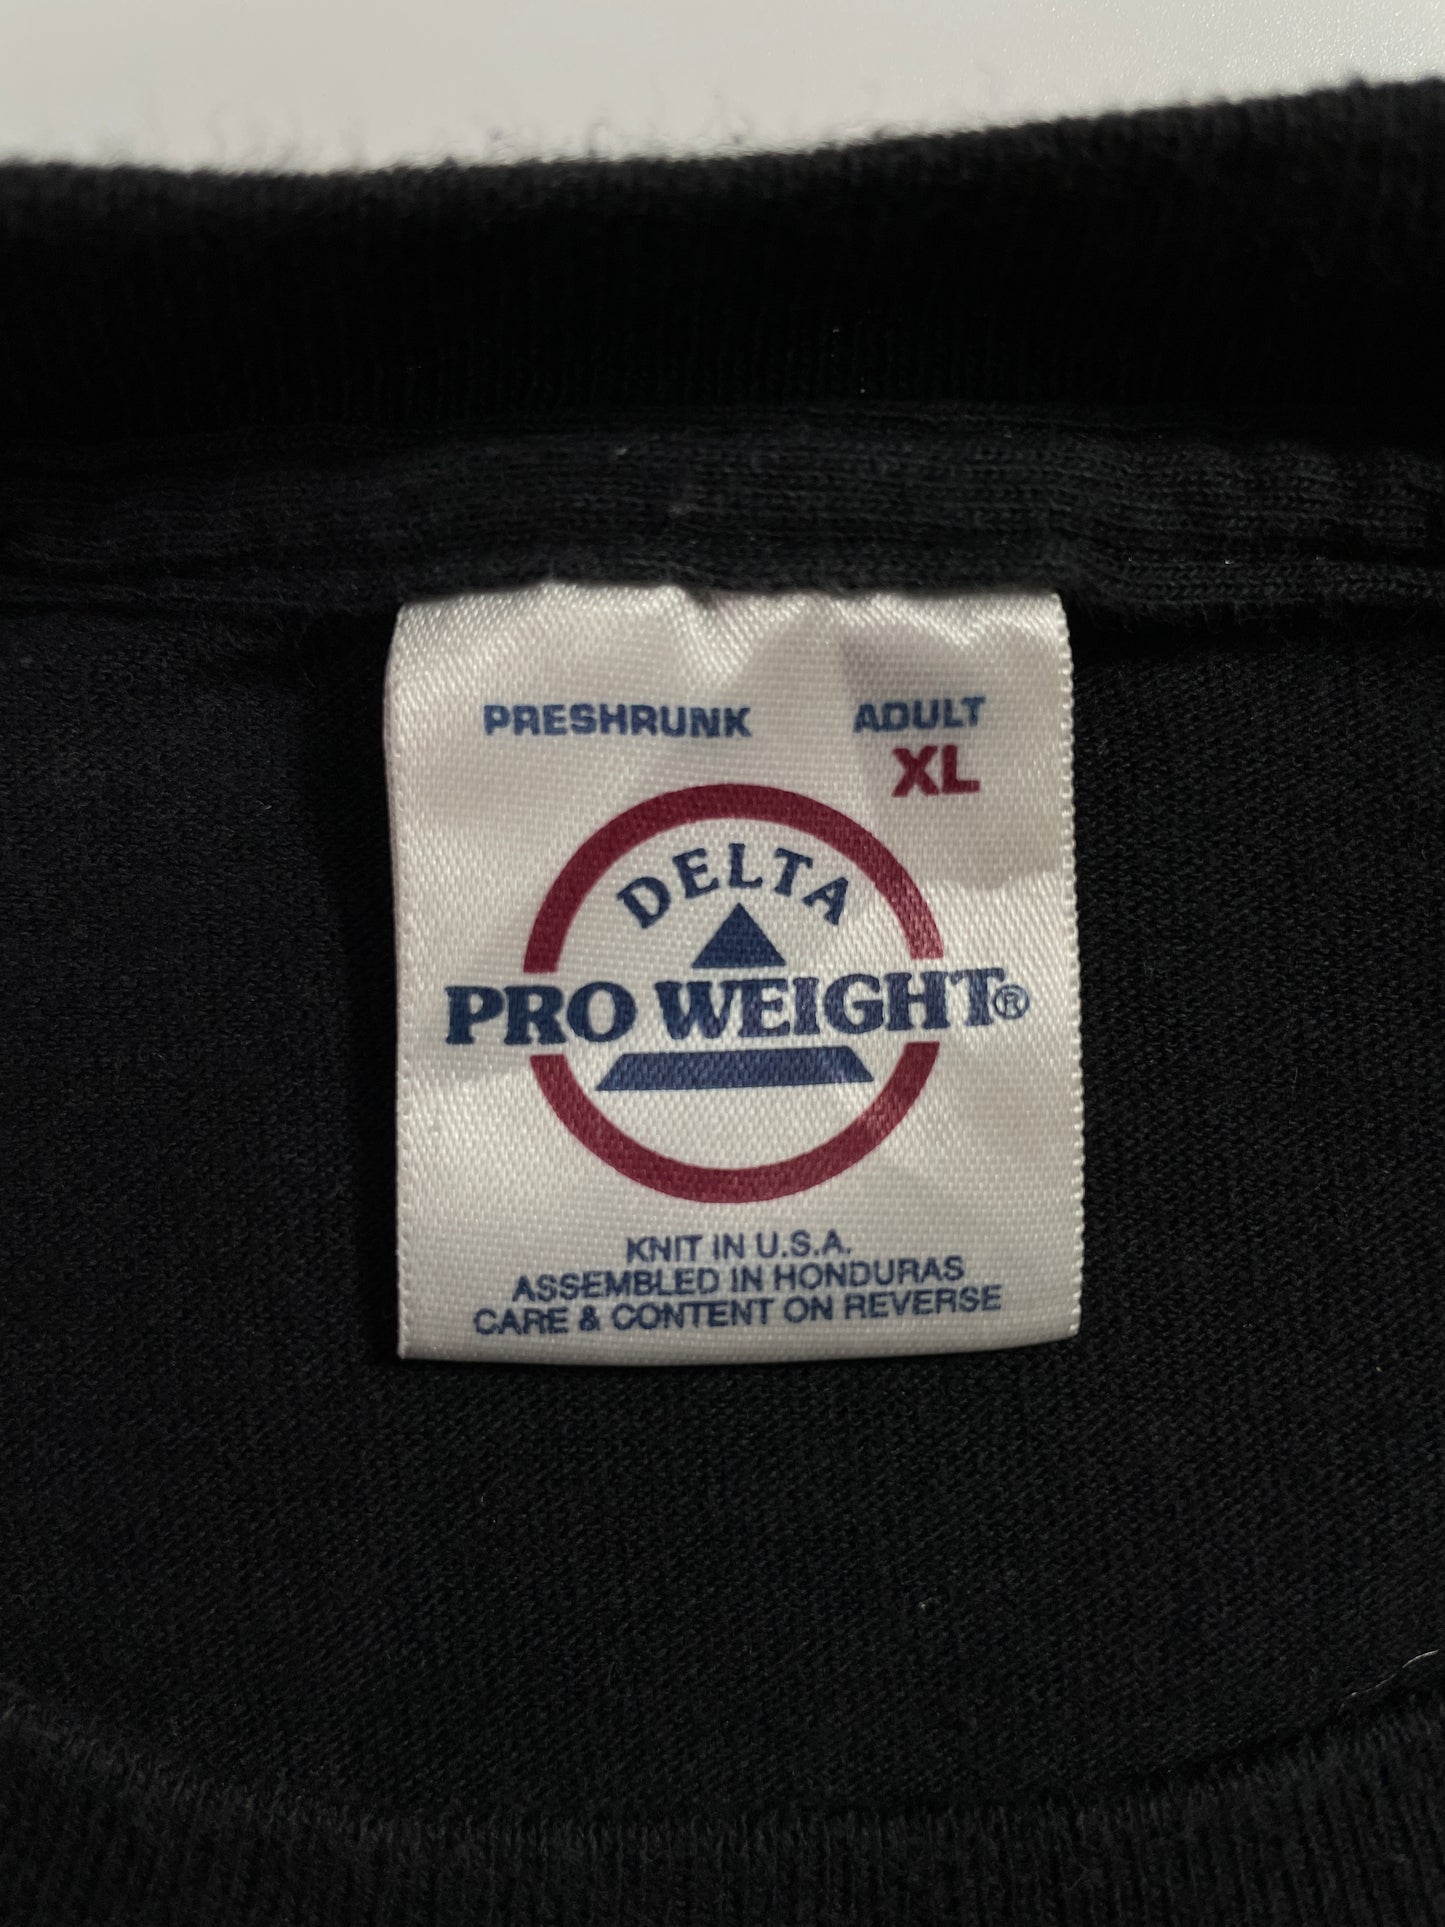 PRESHRUNK ADULT
XL
DELTA
PRO WEIGHT®
KNIT IN U.S.A.
ASSEMBLED IN HONDURAS
CARE & CONTENT ON REVERSE